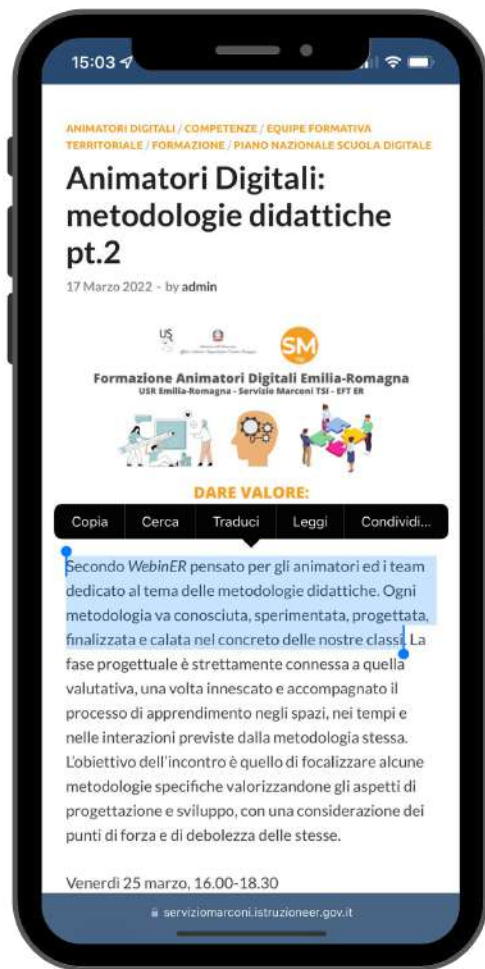 15:03
ANIMATORI DIGITALI / COMPETENZE / EQUIPE FORMATIVA
TERRITORIALE / FORMAZIONE / PIANO NAZIONALE SCUOLA DIGITALE
Animatori Digitali:
metodologie didattiche
pt.2
17 Marzo 2022 - by admin
US
SM
Formazione Animatori Digitali Emilia-Romagna
USR Emilia-Romagna - Servizio Marconi TSI - EFT ER
DARE VALORE:
Copia Cerca Traduci Leggi Condividi...
Secondo WebinER pensato per gli animatori ed i team
dedicato al tema delle metodologie didattiche. Ogni
metodologia va conosciuta, sperimentata, progettata,
finalizzata e calata nel concreto delle nostre classi. La
fase progettuale è strettamente connessa a quella
valutativa, una volta innescato e accompagnato il
processo di apprendimento negli spazi, nei tempi e
nelle interazioni previste dalla metodologia stessa.
L'obiettivo dell'incontro è quello di focalizzare alcune
metodologie specifiche valorizzandone gli aspetti di
progettazione e sviluppo, con una considerazione dei
punti di forza e di debolezza delle stesse.
Venerdì 25 marzo, 16.00-18.30
serviziomarconi.istruzioneer.gov.it